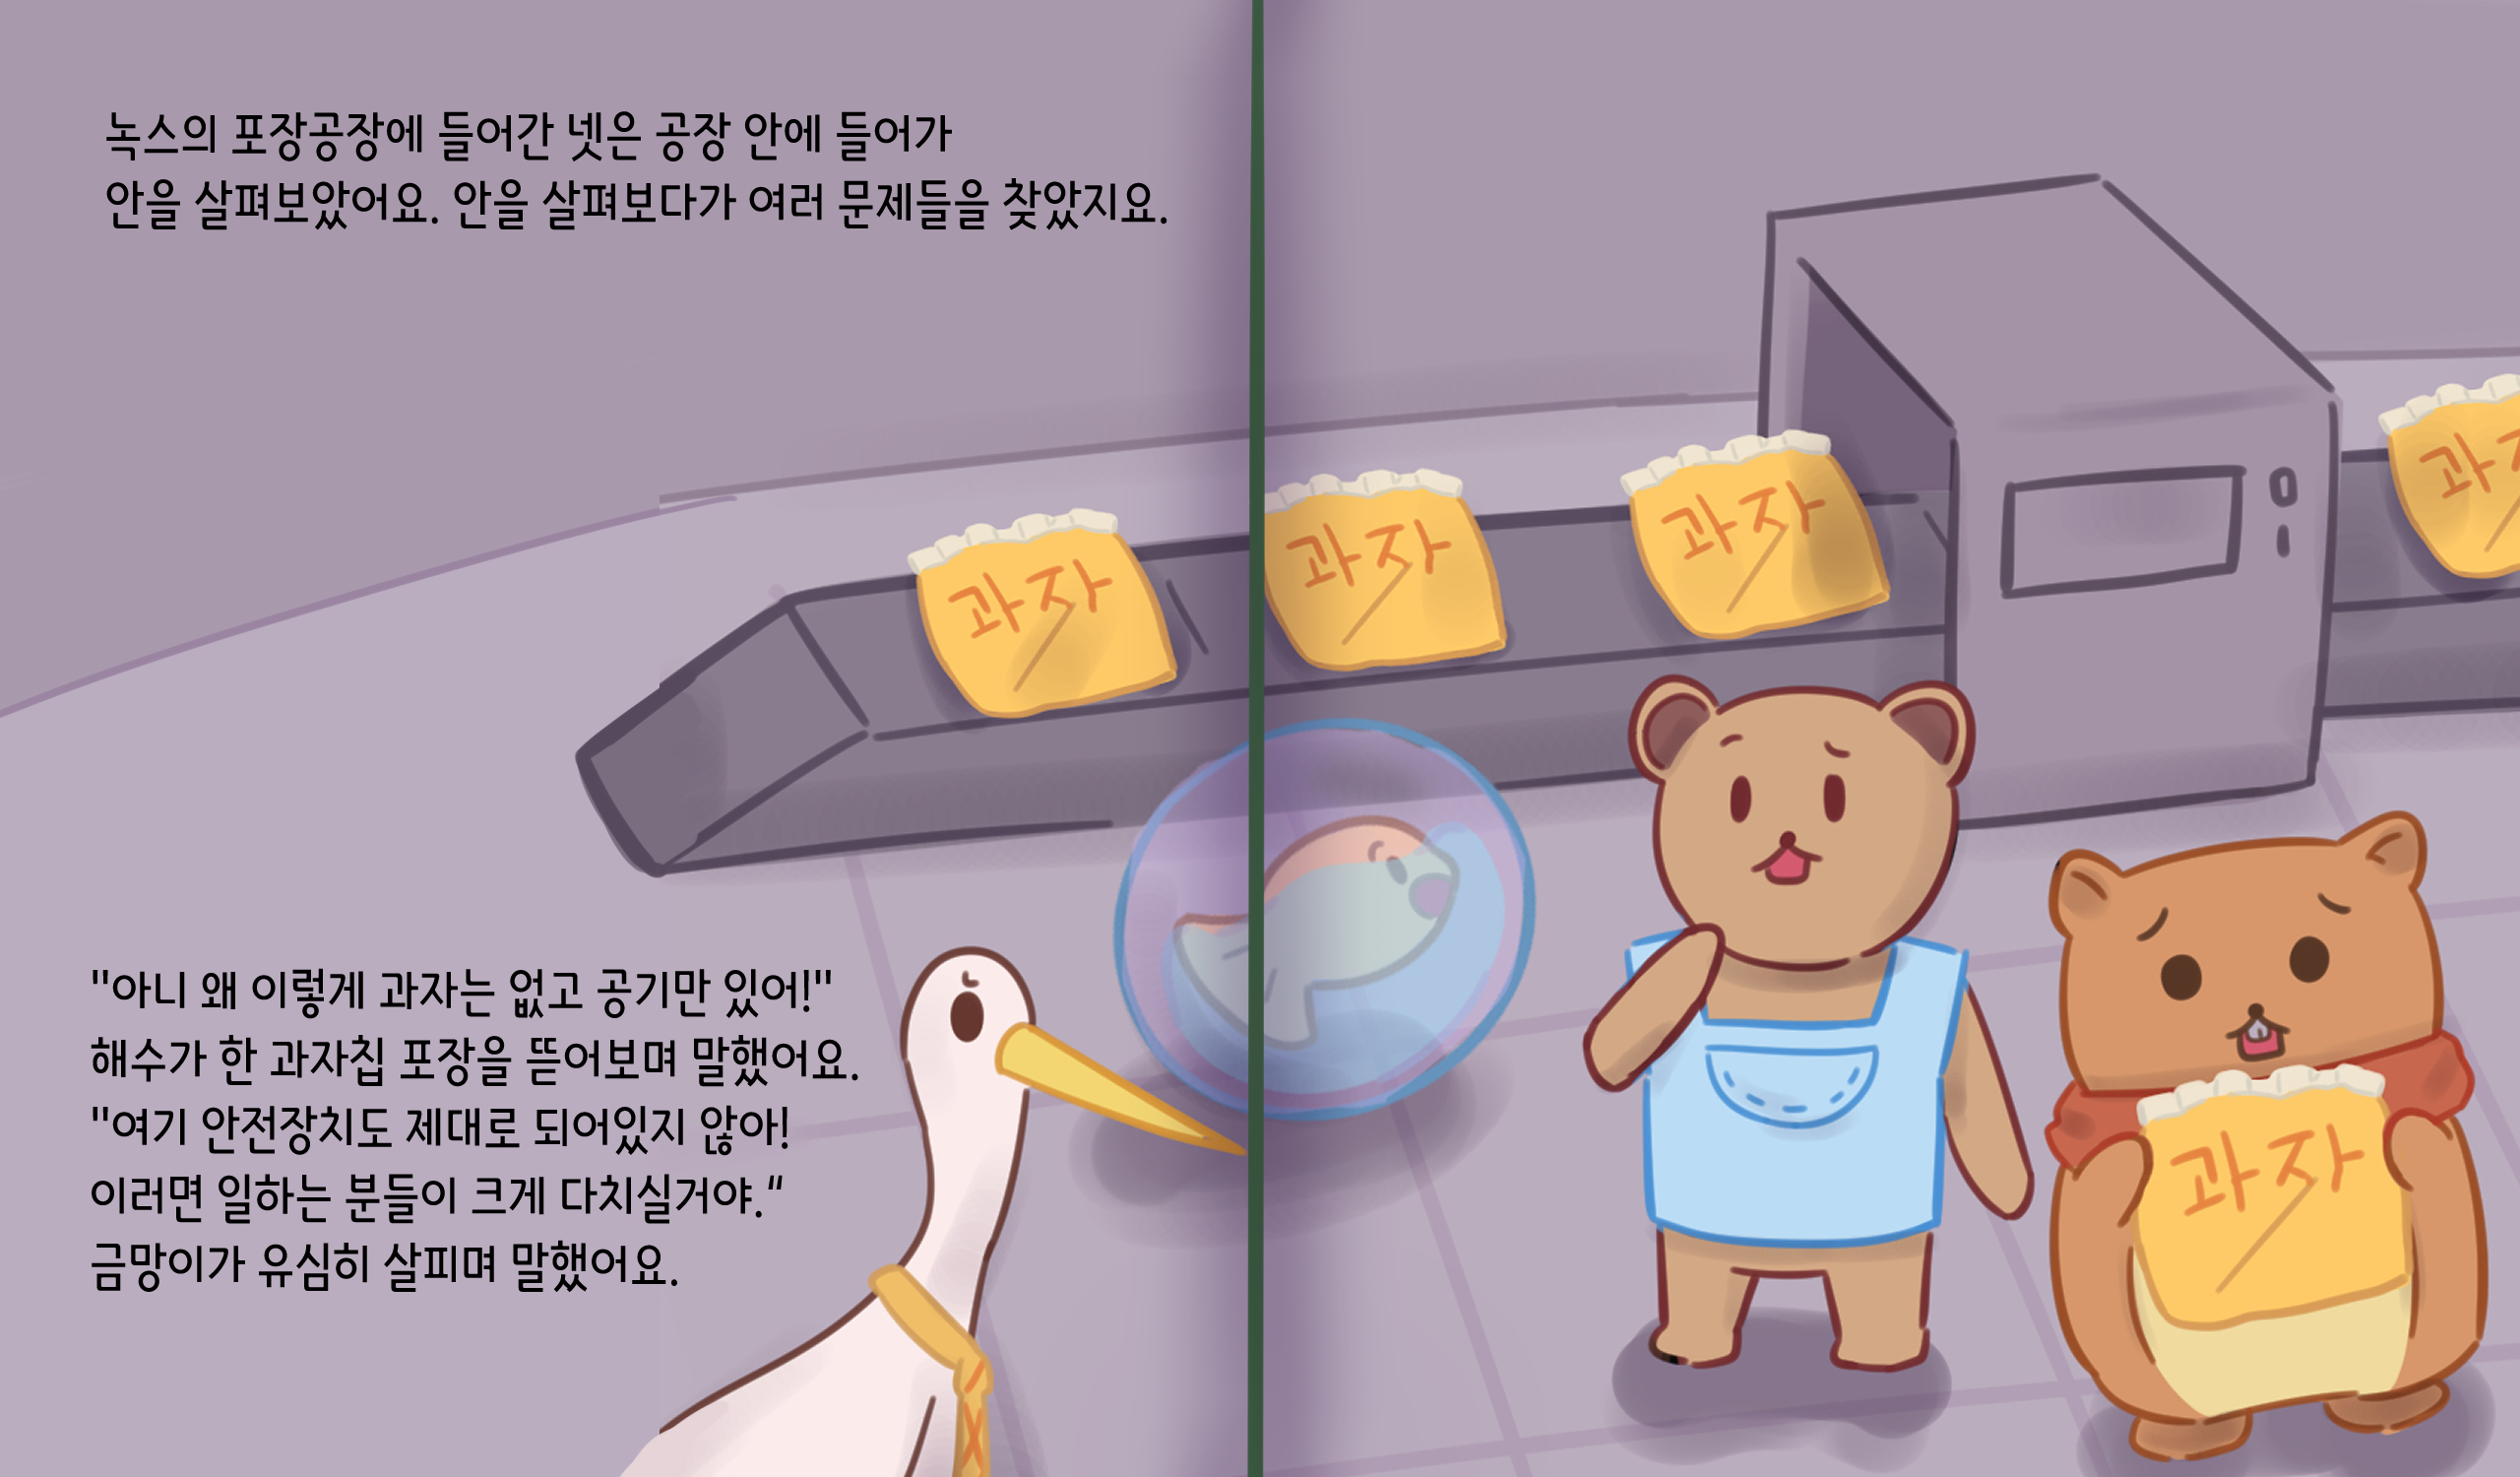 녹스의 포장공장에 들어간 넷은 공장 안에 들어가
안을 살펴보았어요. 안을 살펴보다가 여러 문제들을 찾았지요.
과자
과자
과자
과자
"아니 왜 이렇게 과자는 없고 공기만 있어!"
해수가 한 과자집 포장을 뜯어보며 말했어요.
"여기 안전장치도 제대로 되어있지 않아!
이러면 일하는 분들이 크게 다치실거야."
금망이가 유심히 살피며 말했어요.
과자